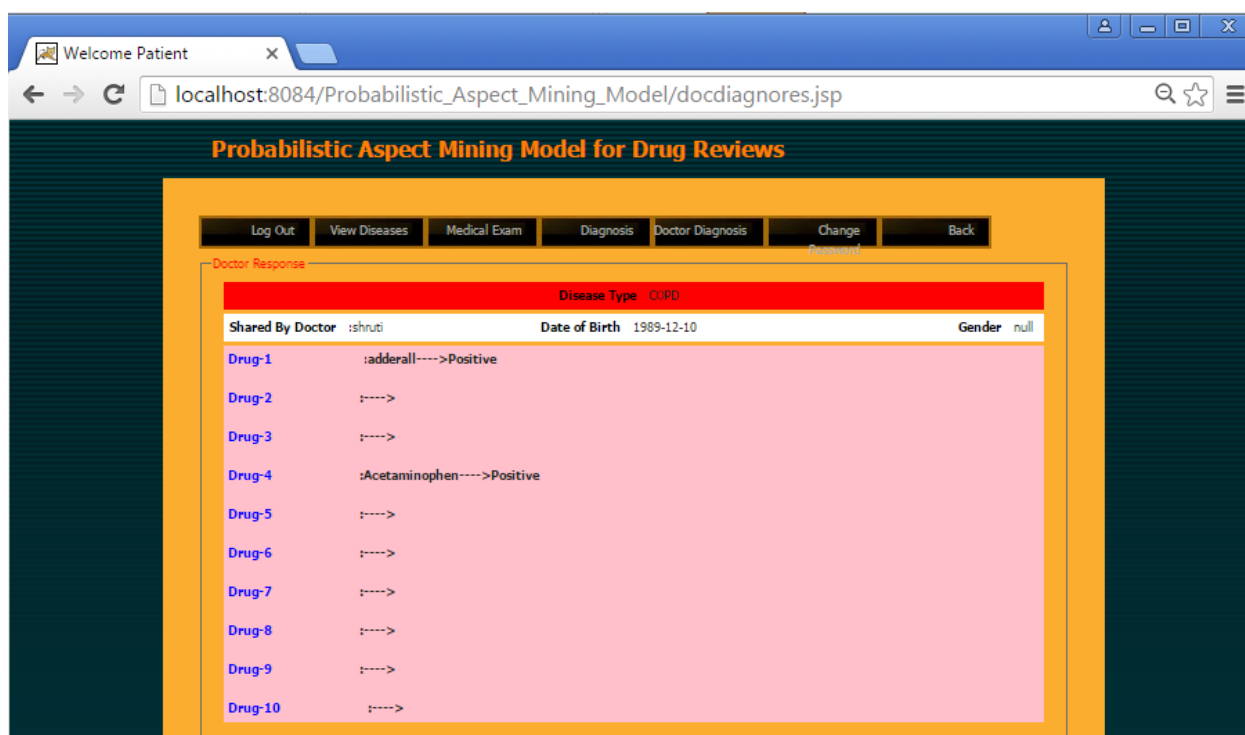 Welcome Patient
localhost:8084/Probabilistic_Aspect_Mining_Model/docdiagnores.jsp
Probabilistic Aspect Mining Model for Drug Reviews
Log Out View Diseases Medical Exam Diagnosis Doctor Diagnosis Change Back
Password
Doctor Response
Disease Type COPD
Shared By Doctor :shruti Date of Birth 1989-12-10 Gender null
Drug-1 :adderall---->Positive
Drug-2 :---->
Drug-3 :---->
Drug-4 :Acetaminophen---->Positive
Drug-5 :---->
Drug-6 :---->
Drug-7 :---->
Drug-8 :---->
Drug-9 :---->
Drug-10 :---->